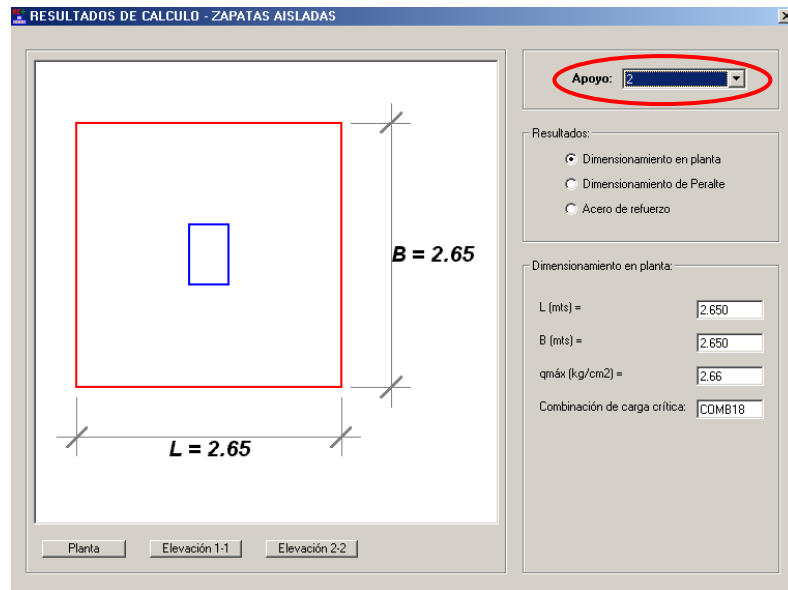 RESULTADOS DE CALCULO - ZAPATAS AISLADAS
Apoyo: 2
Resultados:
Dimensionamiento en planta
Dimensionamiento de Peralte
Acero de refuerzo
B = 2.65
L = 2.65
Dimensionamiento en planta:
L (mts) = 2.650
B (mts) = 2.650
qmáx (kg/cm2) = 2.66
Combinación de carga crítica: COMB18
Planta
Elevación 1-1
Elevación 2-2